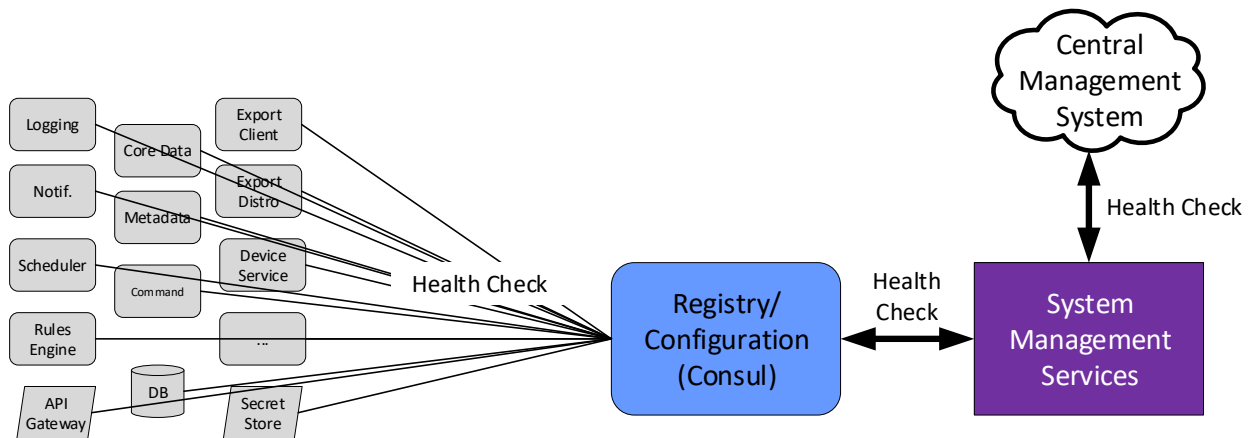 Central
Management
System
Logging
Core Data
Export
Client
Notif.
Metadata
Export
Distro
Health Check
Scheduler
Command
Device
Service
Health Check
Registry/
Configuration
(Consul)
Health
Check
System
Management
Services
Rules
Engine
...
API
Gateway
DB
Secret
Store